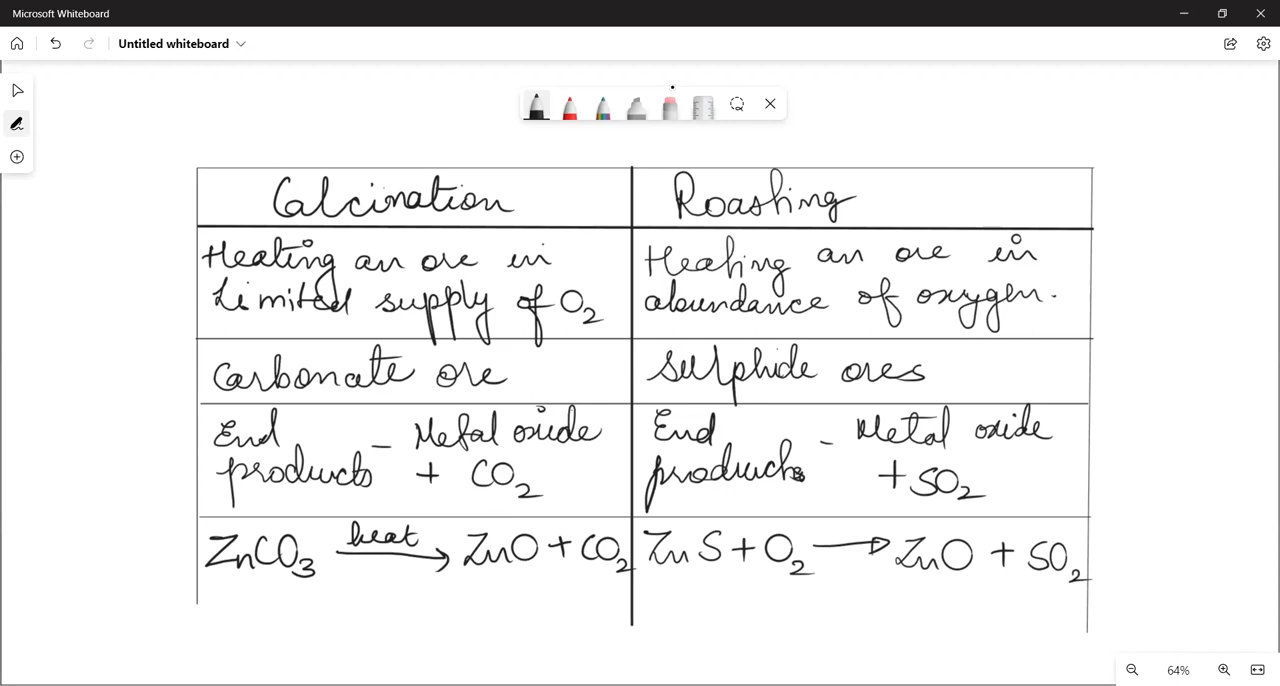 Microsoft Whiteboard
Untitled whiteboard
Calcination
Roasting
Heating an ore in
limited supply of O2
Heating an ore in
abundance of oxygen.
Carbonate ore
Sulphide ores
End
products - Metal oxide
+ CO2
End
products - Metal oxide
+ SO2
ZnCO3 heat → ZnO + CO2
ZnS + O2 → ZnO + SO2
64%